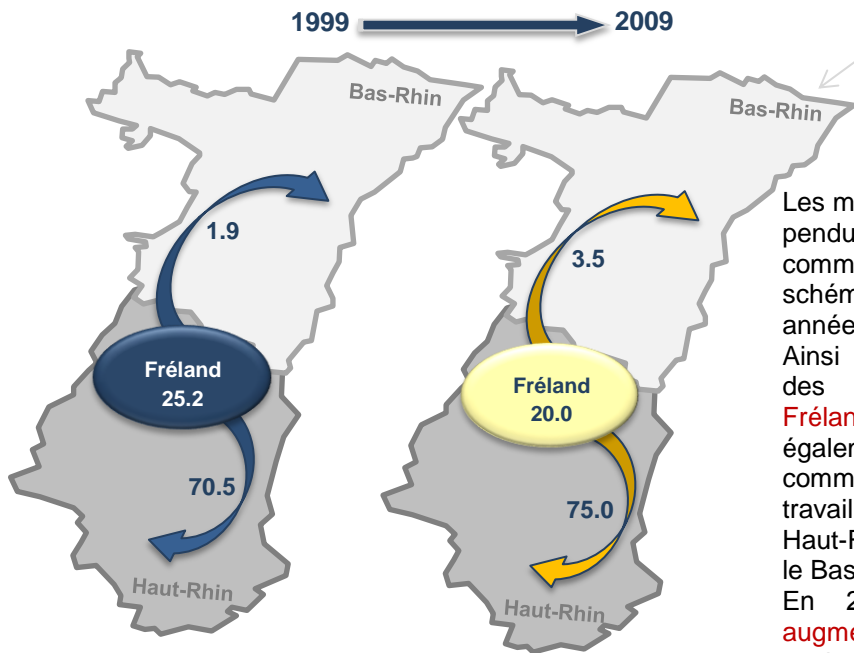 1999 2009
Bas-Rhin
Bas-Rhin
1.9
3.5
Fréland
25.2
Fréland
20.0
70.5
75.0
Haut-Rhin
Haut-Rhin
Les m
pendu
comm
schém
année
Ainsi
des
Frélan
égaler
comm
travail
Haut-R
le Bas
En 2
augme